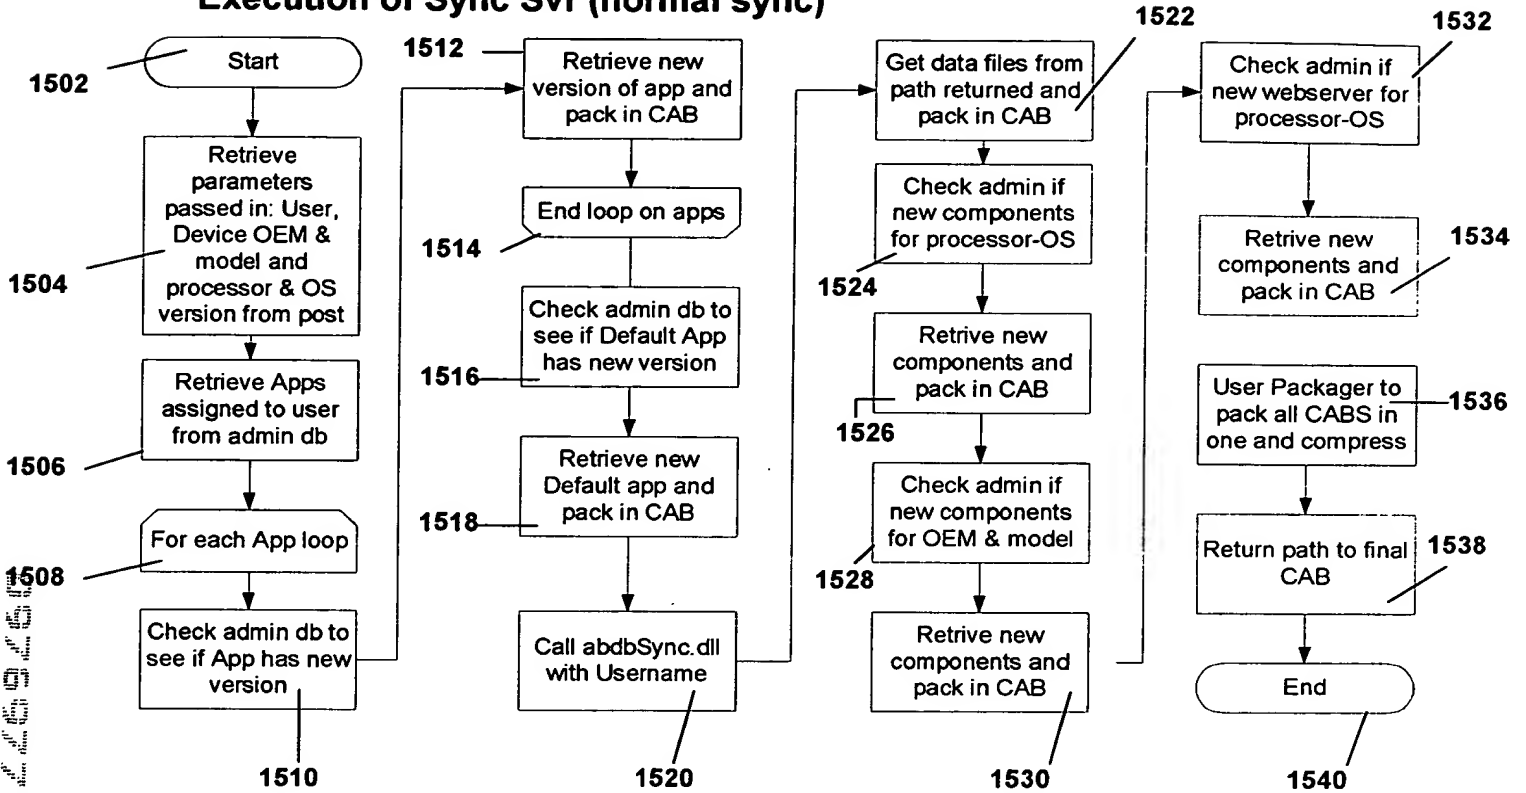 Execution of Sync Svr (normal sync)
1502
Start
1504
Retrieve
parameters
passed in: User,
Device OEM &
model and
processor & OS
version from post
1506
Retrieve Apps
assigned to user
from admin db
1508
For each App loop
Check admin db to
see if App has new
version
1510
1512
Retrieve new
version of app and
pack in CAB
1514
End loop on apps
1516
Check admin db to
see if Default App
has new version
1518
Retrieve new
Default app and
pack in CAB
Call abdbSync.dll
with Username
1520
1522
Get data files from
path returned and
pack in CAB
Check admin if
new components
for processor-OS
1524
Retrive new
components and
pack in CAB
1526
Check admin if
new components
for OEM & model
1528
Retrive new
components and
pack in CAB
1530
1532
Check admin if
new webserver for
processor-OS
1534
Retrive new
components and
pack in CAB
User Packager to
pack all CABS in
one and compress
1536
Return path to final
CAB
1538
End
1540